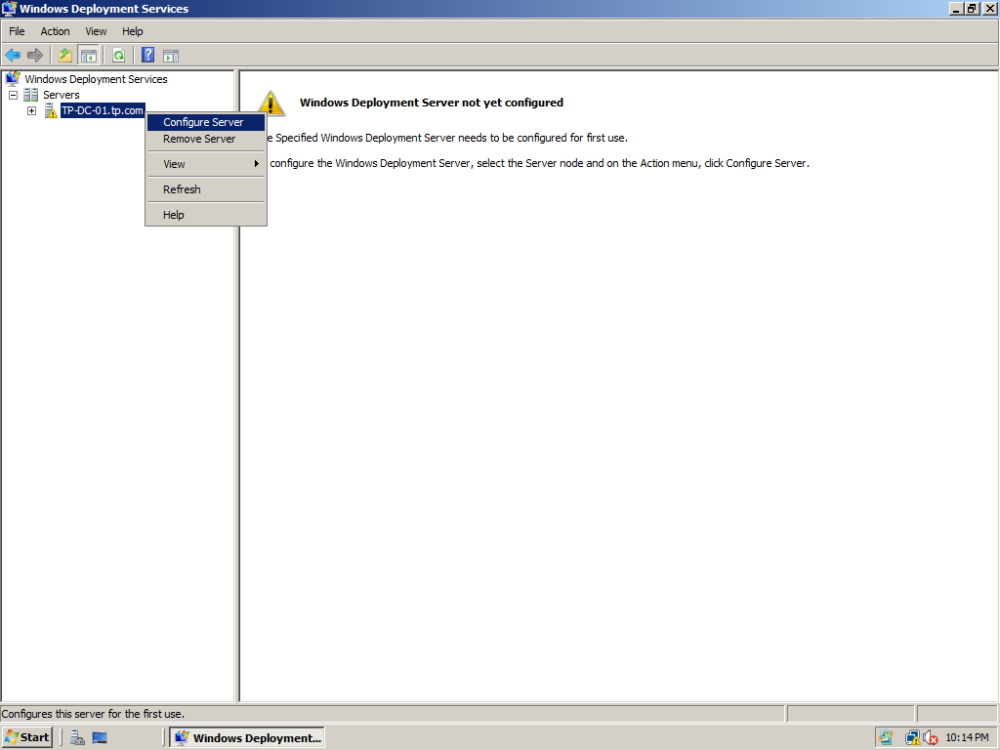 Windows Deployment Services
File Action View Help
Windows Deployment Services
Servers
TP-DC-01.tp.com
Configure Server
Remove Server
View
Refresh
Help
Windows Deployment Server not yet configured
e Specified Windows Deployment Server needs to be configured for first use.
configure the Windows Deployment Server, select the Server node and on the Action menu, click Configure Server.
Configures this server for the first use.
Start
Windows Deployment...
10:14 PM